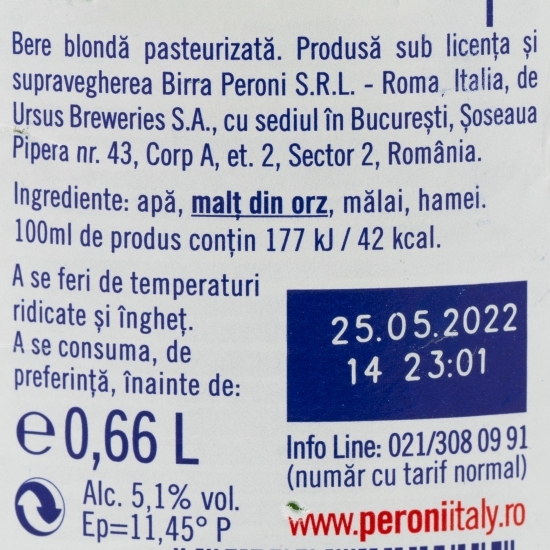 Bere blondă pasteurizată. Produsă sub licența și
supravegherea Birra Peroni S.R.L. - Roma, Italia, de
Ursus Breweries S.A., cu sediul în București, Șoseaua
Pipera nr. 43, Corp A, et. 2, Sector 2, România.
Ingrediente: apă, malț din orz, mălai, hamei.
100ml de produs conțin 177 kJ / 42 kcal.
A se feri de temperaturi
ridicate și îngheț.
A se consuma, de
preferință, înainte de:
25.05.2022
14 23:01
℮0,66 L
Alc. 5,1% vol.
Ep=11,45° P
Info Line: 021/308 09 91
(număr cu tarif normal)
www.peroniitaly.ro